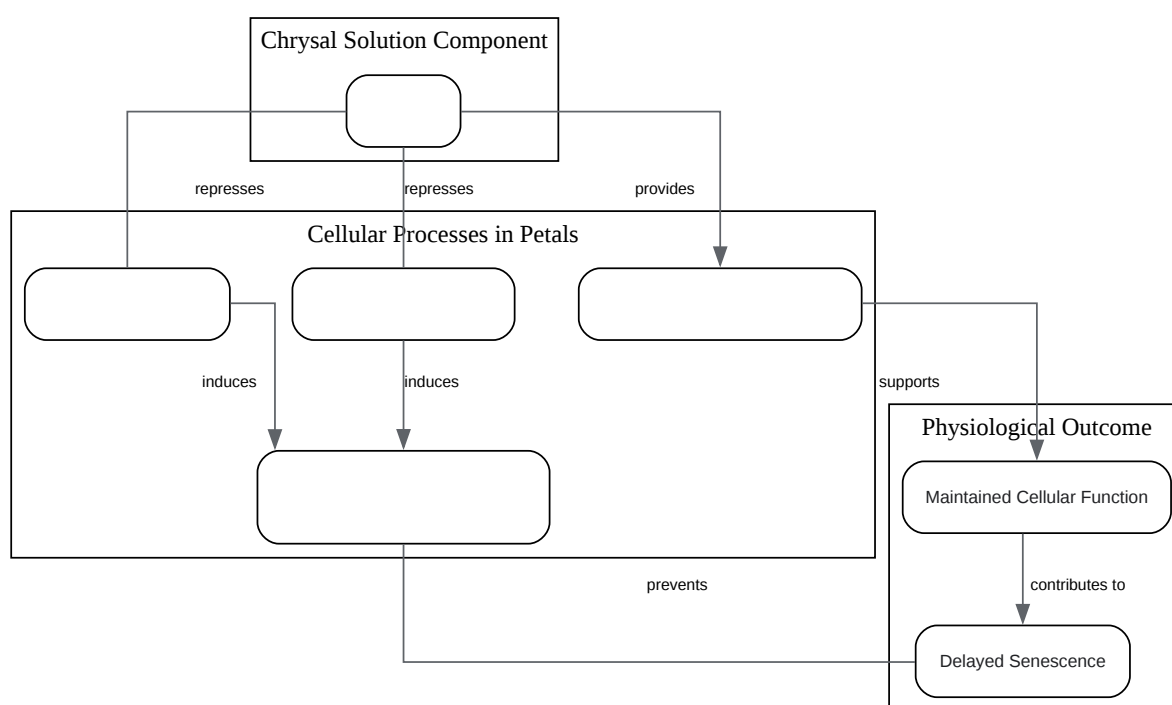 Chrysal Solution Component
represses
represses
provides
Cellular Processes in Petals
induces
induces
supports
Physiological Outcome
Maintained Cellular Function
prevents
contributes to
Delayed Senescence